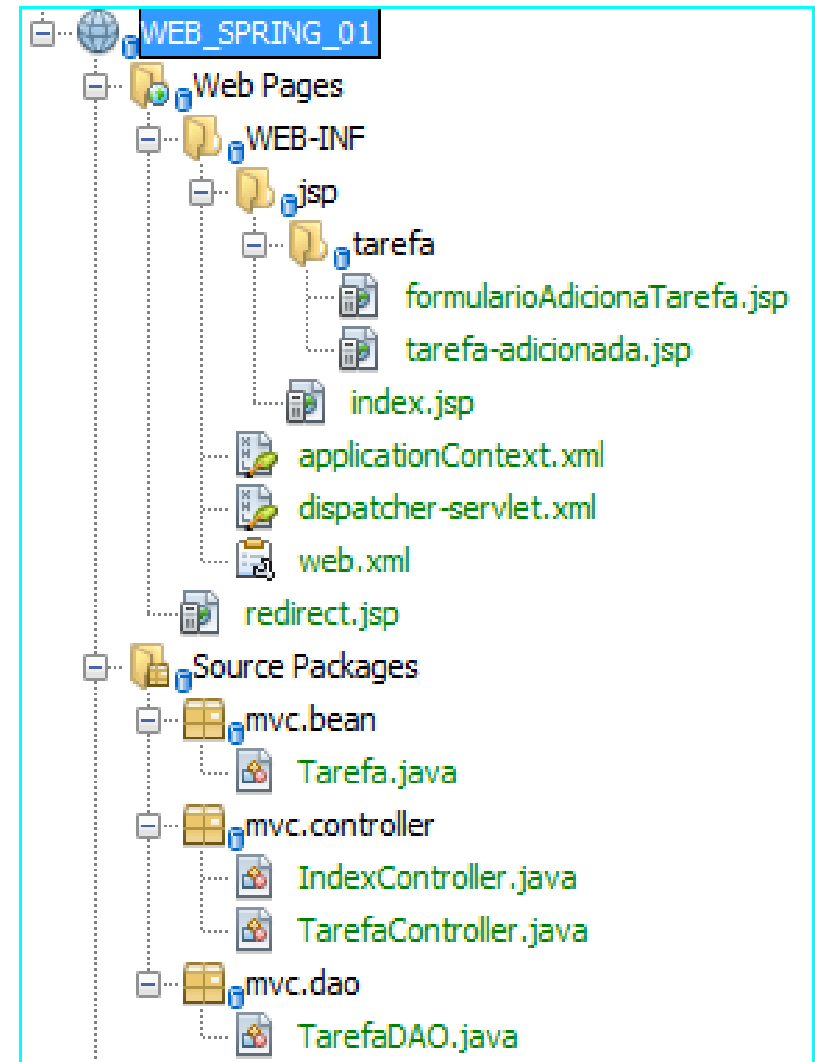 WEB_SPRING_01
Web Pages
WEB-INF
jsp
tarefa
formularioAdicionaTarefa.jsp
tarefa-adicionada.jsp
index.jsp
applicationContext.xml
dispatcher-servlet.xml
web.xml
redirect.jsp
Source Packages
mvc.bean
Tarefa.java
mvc.controller
IndexController.java
TarefaController.java
mvc.dao
TarefaDAO.java